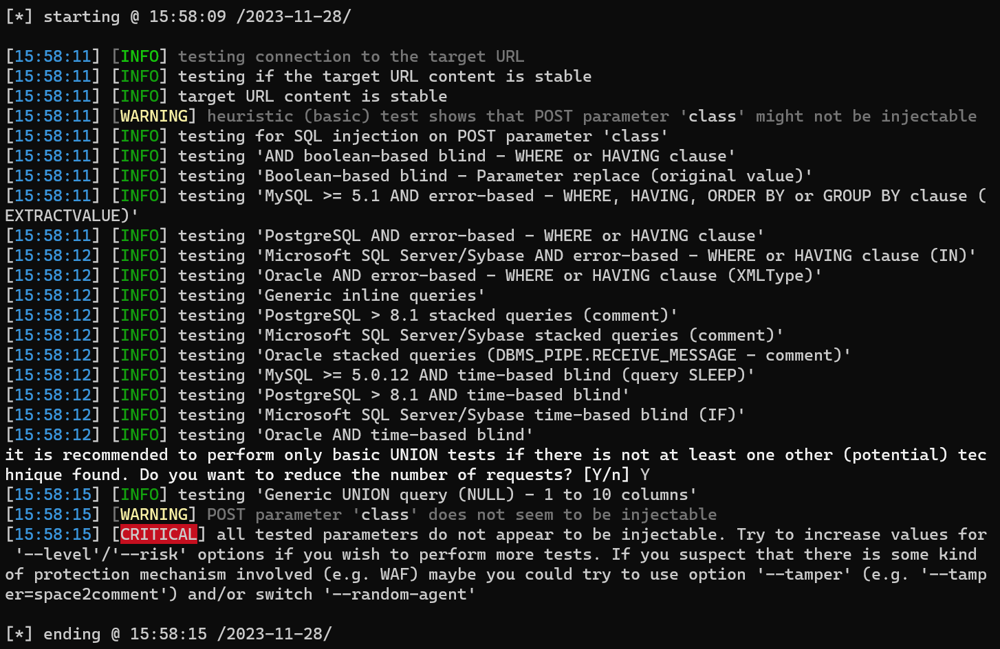 [*] starting @ 15:58:09 /2023-11-28/
[15:58:11] [INFO] testing connection to the target URL
[15:58:11] [INFO] testing if the target URL content is stable
[15:58:11] [INFO] target URL content is stable
[15:58:11] [WARNING] heuristic (basic) test shows that POST parameter 'class' might not be injectable
[15:58:11] [INFO] testing for SQL injection on POST parameter 'class'
[15:58:11] [INFO] testing 'AND boolean-based blind - WHERE or HAVING clause'
[15:58:11] [INFO] testing 'Boolean-based blind - Parameter replace (original value)'
[15:58:11] [INFO] testing 'MySQL >= 5.1 AND error-based - WHERE, HAVING, ORDER BY or GROUP BY clause (
EXTRACTVALUE)'
[15:58:11] [INFO] testing 'PostgreSQL AND error-based - WHERE or HAVING clause'
[15:58:12] [INFO] testing 'Microsoft SQL Server/Sybase AND error-based - WHERE or HAVING clause (IN)'
[15:58:12] [INFO] testing 'Oracle AND error-based - WHERE or HAVING clause (XMLType)'
[15:58:12] [INFO] testing 'Generic inline queries'
[15:58:12] [INFO] testing 'PostgreSQL > 8.1 stacked queries (comment)'
[15:58:12] [INFO] testing 'Microsoft SQL Server/Sybase stacked queries (comment)'
[15:58:12] [INFO] testing 'Oracle stacked queries (DBMS_PIPE.RECEIVE_MESSAGE - comment)'
[15:58:12] [INFO] testing 'MySQL >= 5.0.12 AND time-based blind (query SLEEP)'
[15:58:12] [INFO] testing 'PostgreSQL > 8.1 AND time-based blind'
[15:58:12] [INFO] testing 'Microsoft SQL Server/Sybase time-based blind (IF)'
[15:58:12] [INFO] testing 'Oracle AND time-based blind'
it is recommended to perform only basic UNION tests if there is not at least one other (potential) tec
hnique found. Do you want to reduce the number of requests? [Y/n] Y
[15:58:15] [INFO] testing 'Generic UNION query (NULL) - 1 to 10 columns'
[15:58:15] [WARNING] POST parameter 'class' does not seem to be injectable
[15:58:15] [CRITICAL] all tested parameters do not appear to be injectable. Try to increase values for
 '--level'/'--risk' options if you wish to perform more tests. If you suspect that there is some kind
of protection mechanism involved (e.g. WAF) maybe you could try to use option '--tamper' (e.g. '--tamp
er=space2comment') and/or switch '--random-agent'
[*] ending @ 15:58:15 /2023-11-28/